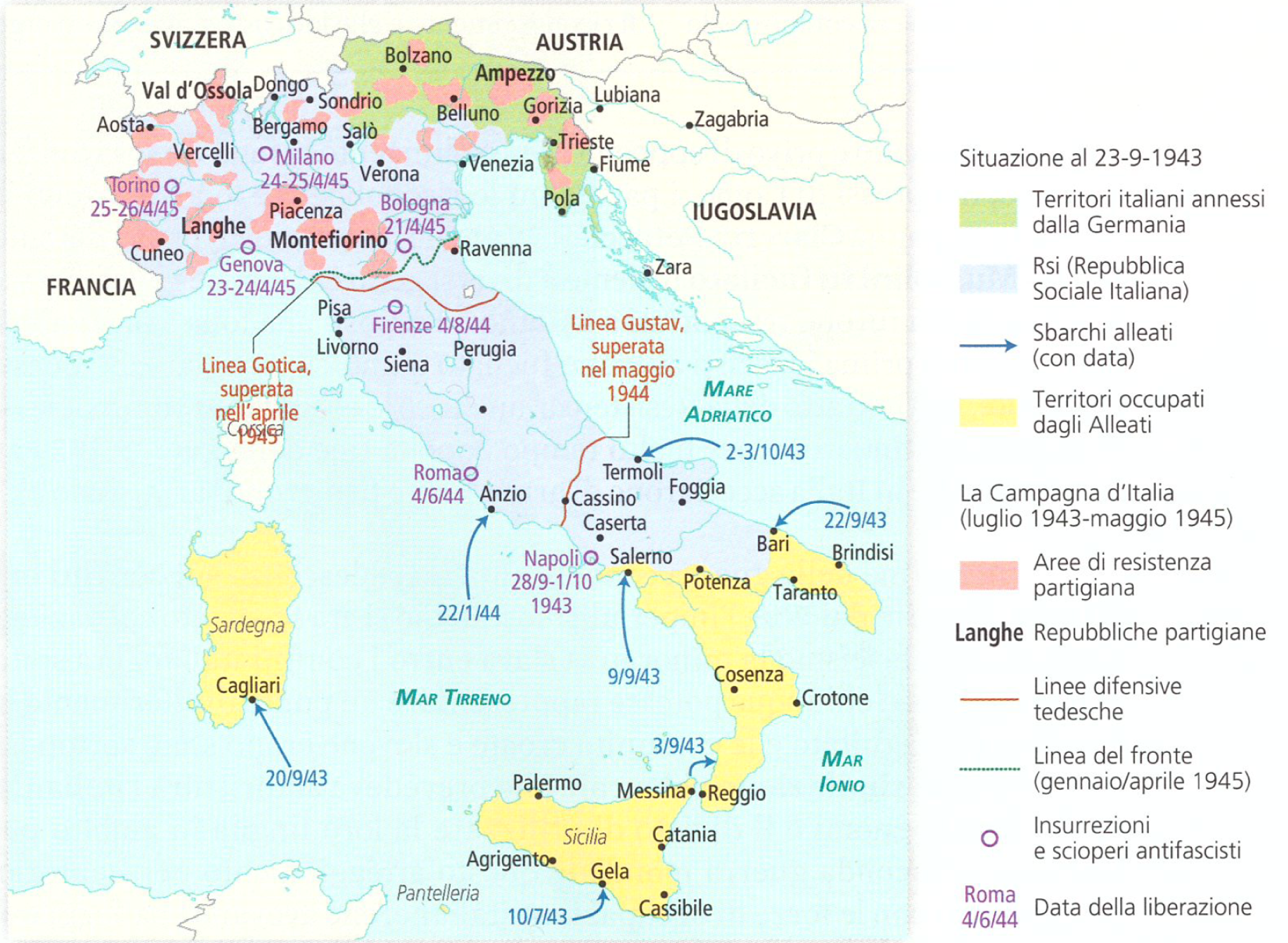 SVIZZERA
AUSTRIA
Bolzano
Ampezzo
Val d'Ossola
Dongo
Sondrio
Belluno
Gorizia
Lubiana
Zagabria
Aosta
Bergamo
Salò
Trieste
Vercelli
Milano
24-25/4/45
Verona
Venezia
Fiume
Torino
25-26/4/45
Piacenza
Bologna
21/4/45
Pola
IUGOSLAVIA
Langhe
Montefiorino
Ravenna
Cuneo
Genova
23-24/4/45
Zara
FRANCIA
Pisa
Firenze 4/8/44
Livorno
Siena
Perugia
Linea Gotica,
superata
nell'aprile
1945
Corsica
Linea Gustav,
superata
nel maggio
1944
MARE
ADRIATICO
2-3/10/43
Termoli
Roma
4/6/44
Anzio
Cassino
Foggia
Caserta
22/9/43
Bari
Brindisi
Napoli
28/9-1/10
1943
Salerno
Potenza
Taranto
22/1/44
Sardegna
9/9/43
Cagliari
MAR TIRRENO
Cosenza
Crotone
20/9/43
3/9/43
MAR
IONIO
Palermo
Messina
Reggio
Sicilia
Catania
Agrigento
Gela
Pantelleria
10/7/43
Cassibile
Situazione al 23-9-1943
Territori italiani annessi
dalla Germania
Rsi (Repubblica
Sociale Italiana)
Sbarchi alleati
(con data)
Territori occupati
dagli Alleati
La Campagna d'Italia
(luglio 1943-maggio 1945)
Aree di resistenza
partigiana
Langhe Repubbliche partigiane
Linee difensive
tedesche
Linea del fronte
(gennaio/aprile 1945)
Insurrezioni
e scioperi antifascisti
Roma
4/6/44
Data della liberazione